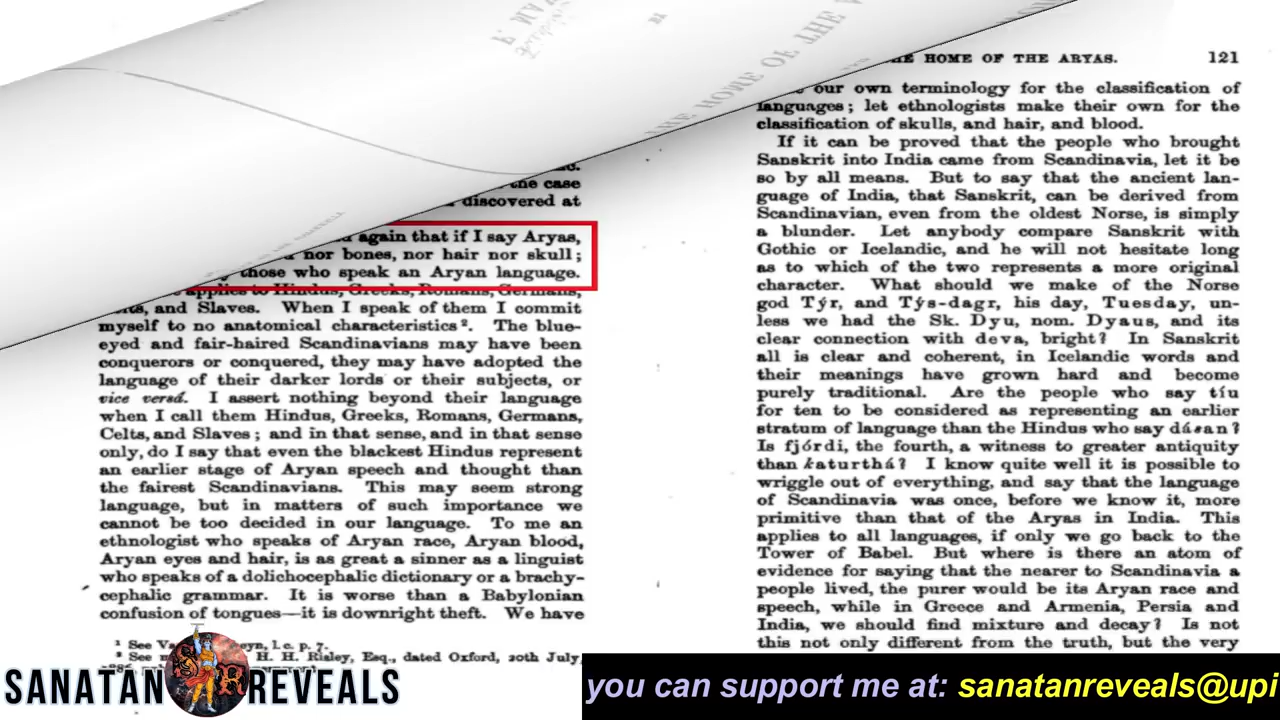 THE HOME OF THE
HOME OF THE ARYAS.
121
the case
discovered at
again that if I say Aryas,
nor bones, nor hair nor skull;
those who speak an Aryan language.
applies to Hindus, Greeks, Romans, Germans,
and Slaves. When I speak of them I commit
myself to no anatomical characteristics². The blue-
eyed and fair-haired Scandinavians may have been
conquerors or conquered, they may have adopted the
language of their darker lords or their subjects, or
vice versâ. I assert nothing beyond their language
when I call them Hindus, Greeks, Romans, Germans,
Celts, and Slaves; and in that sense, and in that sense
only, do I say that even the blackest Hindus represent
an earlier stage of Aryan speech and thought than
the fairest Scandinavians. This may seem strong
language, but in matters of such importance we
cannot be too decided in our language. To me an
ethnologist who speaks of Aryan race, Aryan blood,
Aryan eyes and hair, is as great a sinner as a linguist
who speaks of a dolichocephalic dictionary or a brachy-
cephalic grammar. It is worse than a Babylonian
confusion of tongues—it is downright theft. We have
¹ See l. c. p. 7.
² See H. H. Risley, Esq., dated Oxford, 20th July,
our own terminology for the classification of
languages; let ethnologists make their own for the
classification of skulls, and hair, and blood.
If it can be proved that the people who brought
Sanskrit into India came from Scandinavia, let it be
so by all means. But to say that the ancient lan-
guage of India, that Sanskrit, can be derived from
Scandinavian, even from the oldest Norse, is simply
a blunder. Let anybody compare Sanskrit with
Gothic or Icelandic, and he will not hesitate long
as to which of the two represents a more original
character. What should we make of the Norse
god Týr, and Týs-dagr, his day, Tuesday, un-
less we had the Sk. Dyu, nom. Dyaus, and its
clear connection with deva, bright? In Sanskrit
all is clear and coherent, in Icelandic words and
their meanings have grown hard and become
purely traditional. Are the people who say tíu
for ten to be considered as representing an earlier
stratum of language than the Hindus who say dásan?
Is fjórdi, the fourth, a witness to greater antiquity
than katurthá? I know quite well it is possible to
wriggle out of everything, and say that the language
of Scandinavia was once, before we know it, more
primitive than that of the Aryas in India. This
applies to all languages, if only we go back to the
Tower of Babel. But where is there an atom of
evidence for saying that the nearer to Scandinavia a
people lived, the purer would be its Aryan race and
speech, while in Greece and Armenia, Persia and
India, we should find mixture and decay? Is not
this not only different from the truth, but the very
SANATAN REVEALS
you can support me at: sanatanreveals@upi